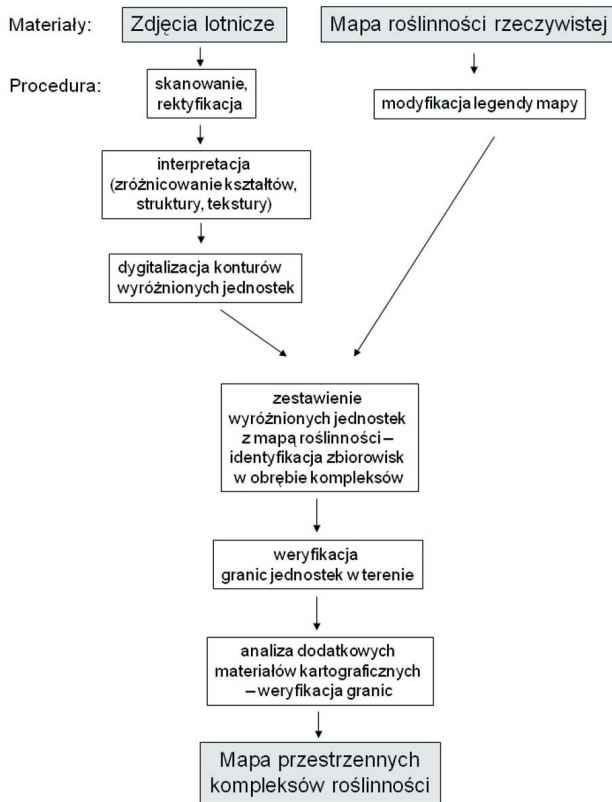 Materiały:
Zdjęcia lotnicze
Mapa roślinności rzeczywistej
Procedura:
skanowanie,
rektyfikacja
modyfikacja legendy mapy
interpretacja
(zróżnicowanie kształtów,
struktury, tekstury)
dygitalizacja konturów
wyróżnionych jednostek
zestawienie
wyróżnionych jednostek
z mapą roślinności –
identyfikacja zbiorowisk
w obrębie kompleksów
weryfikacja
granic jednostek w terenie
analiza dodatkowych
materiałów kartograficznych
– weryfikacja granic
Mapa przestrzennych
kompleksów roślinności